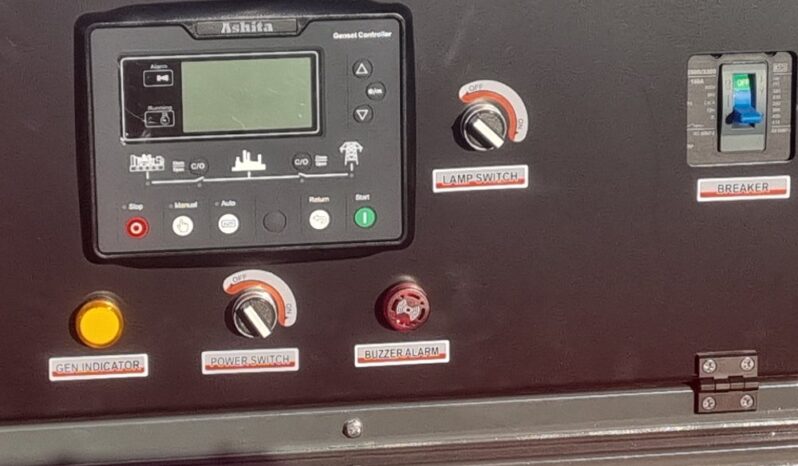 Ashita
Genset Controller
Alarm
Running
C/O
C/O
Stop
Manual
Auto
Return
Start
OFF
ON
LAMP SWITCH
OFF
BREAKER
OFF
ON
GEN INDICATOR
POWER SWITCH
BUZZER ALARM